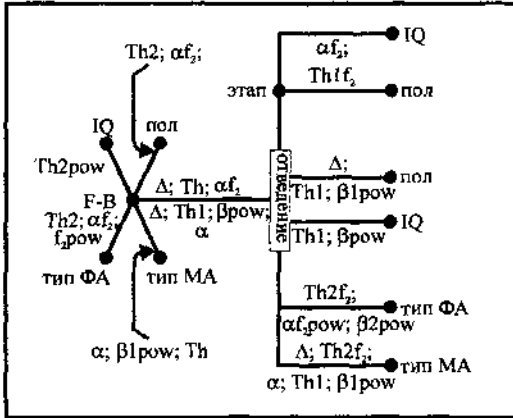 Th2; αf₂;
αf₂;
IQ
этап
Th1f₂
пол
IQ
пол
Th2pow
F-B
Δ; Th; αf₂
Δ; Th1; βpow;
α
отведение
Δ;
пол
Th1; β1pow
IQ
Th1; βpow
Th2; αf₂;
f₂pow
тип ФА
тип МА
Th2f₂;
тип ФА
αf₂pow; β2pow
Δ; Th2f₂;
тип МА
α; Th1; β1pow
α; β1pow; Th